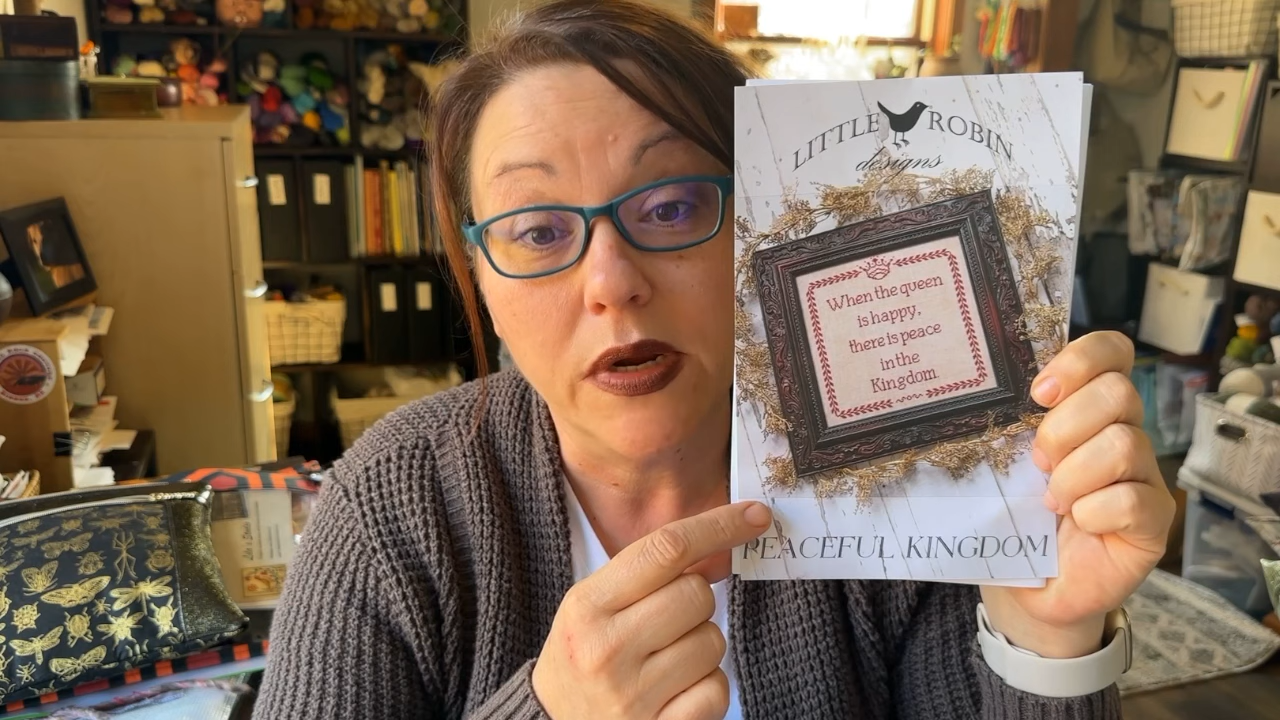 LITTLE ROBIN
designs
When the queen
is happy,
there is peace
in the
Kingdom
PEACEFUL KINGDOM